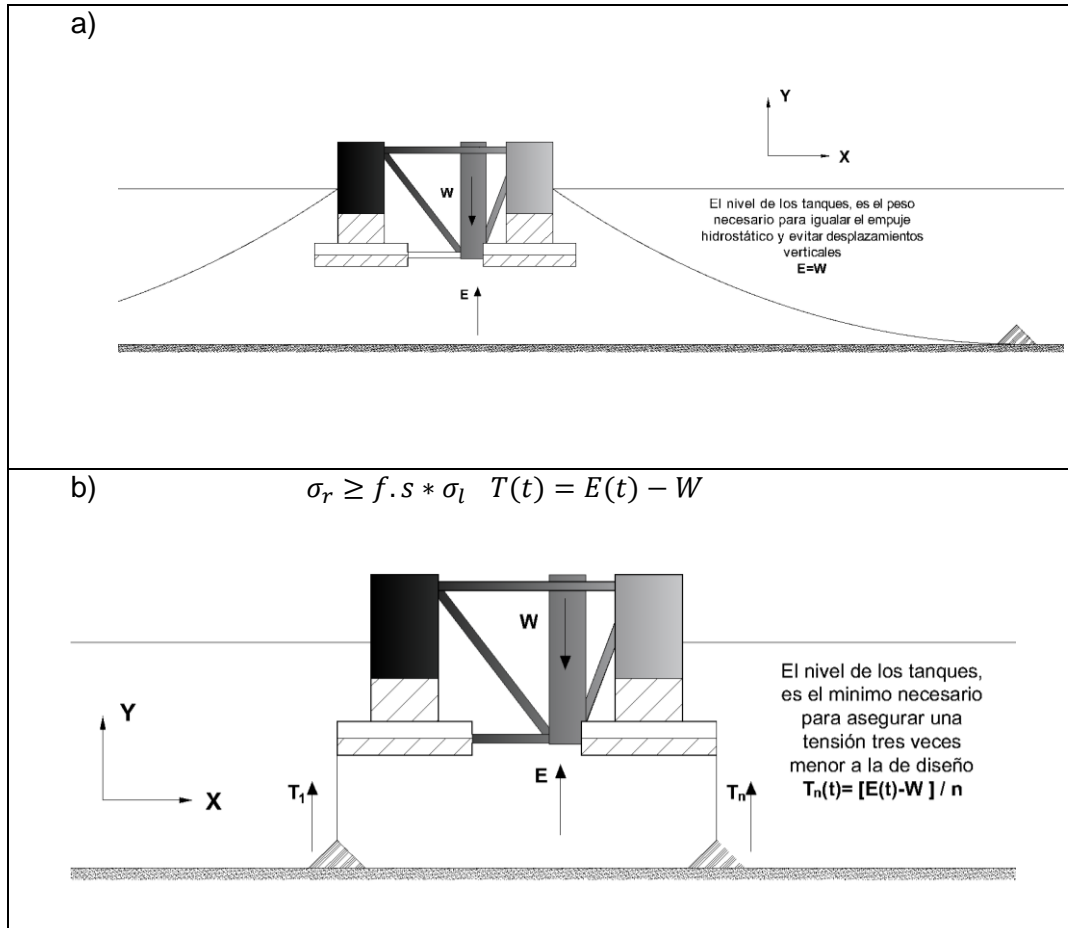 a)
Y
X
W
El nivel de los tanques, es el peso
necesario para igualar el empuje
hidrostático y evitar desplazamientos
verticales
E=W
E
b)
σ_r ≥ f.s * σ_l T(t) = E(t) − W
W
El nivel de los tanques,
es el minimo necesario
para asegurar una
tensión tres veces
menor a la de diseño
Tn(t)= [E(t)-W ] / n
Y
X
T1
E
Tn